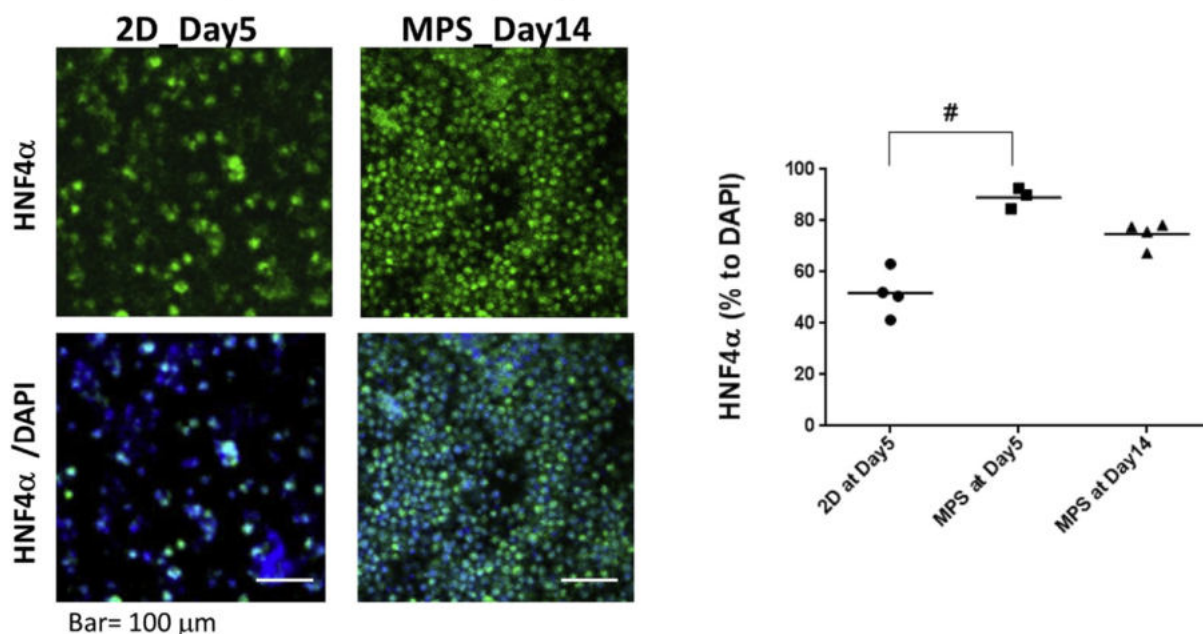 2D_Day5
MPS_Day14
HNF4α
HNF4α /DAPI
Bar= 100 μm
#
HNF4α (% to DAPI)
100
80
60
40
20
0
2D at Day5
MPS at Day5
MPS at Day14